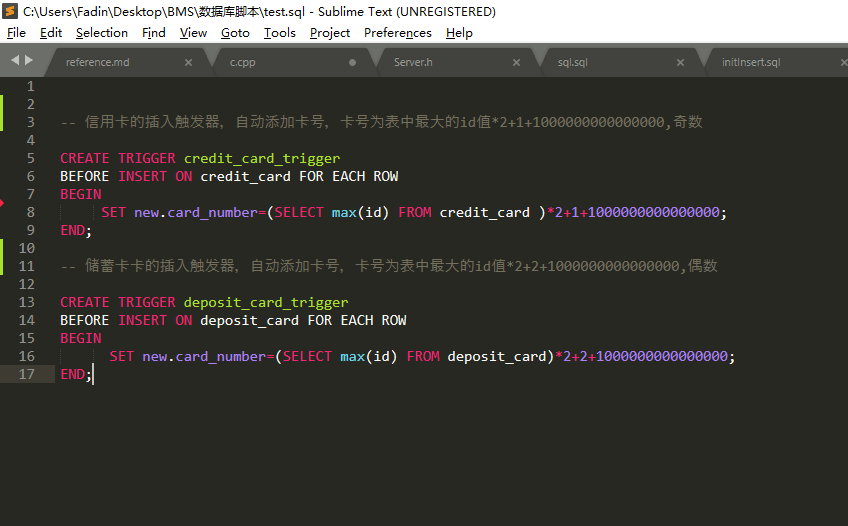 C:\Users\Fadin\Desktop\BMS\数据库脚本\test.sql - Sublime Text (UNREGISTERED)
File Edit Selection Find View Goto Tools Project Preferences Help
reference.md c.cpp Server.h sql.sql initInsert.sql
1
2
3 -- 信用卡的插入触发器, 自动添加卡号, 卡号为表中最大的id值*2+1+1000000000000000,奇数
4
5 CREATE TRIGGER credit_card_trigger
6 BEFORE INSERT ON credit_card FOR EACH ROW
7 BEGIN
8 SET new.card_number=(SELECT max(id) FROM credit_card )*2+1+1000000000000000;
9 END;
10
11 -- 储蓄卡卡的插入触发器, 自动添加卡号, 卡号为表中最大的id值*2+2+1000000000000000,偶数
12
13 CREATE TRIGGER deposit_card_trigger
14 BEFORE INSERT ON deposit_card FOR EACH ROW
15 BEGIN
16 SET new.card_number=(SELECT max(id) FROM deposit_card)*2+2+1000000000000000;
17 END;